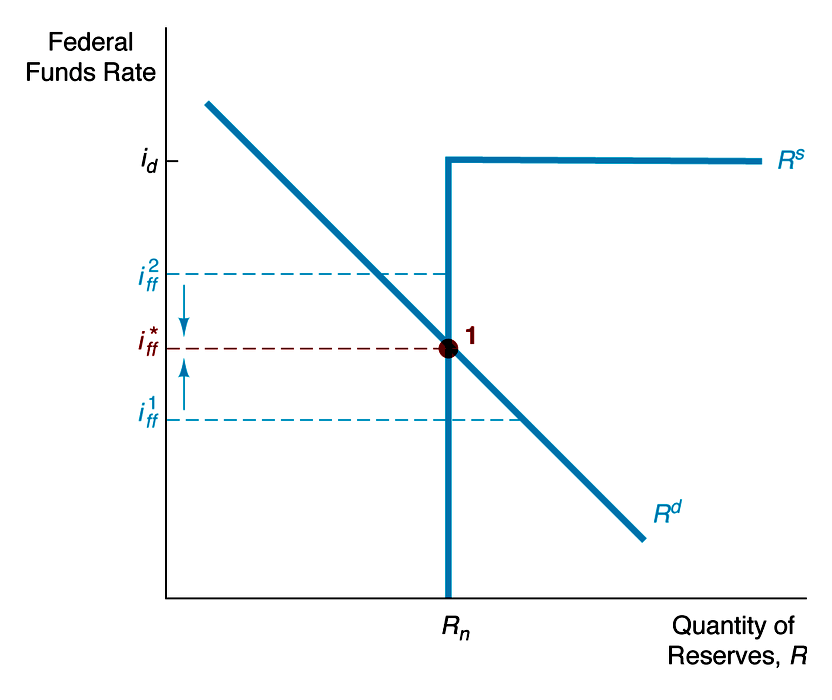 Federal
Funds Rate
i_d
R^s
i_ff^2
i_ff^*
1
i_ff^1
R^d
R_n
Quantity of
Reserves, R